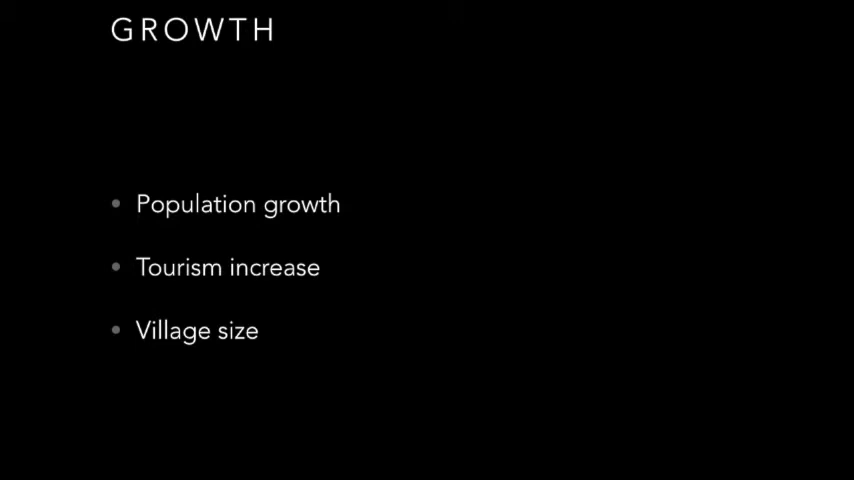 GROWTH
• Population growth
• Tourism increase
• Village size